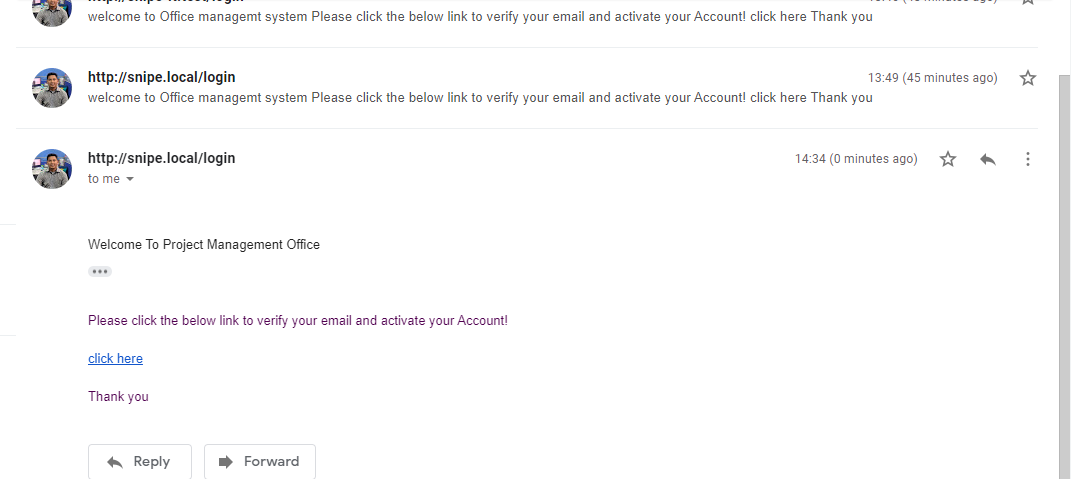 welcome to Office managemt system Please click the below link to verify your email and activate your Account! click here Thank you
http://snipe.local/login
13:49 (45 minutes ago)
welcome to Office managemt system Please click the below link to verify your email and activate your Account! click here Thank you
http://snipe.local/login
14:34 (0 minutes ago)
to me
Welcome To Project Management Office
Please click the below link to verify your email and activate your Account!
click here
Thank you
Reply
Forward